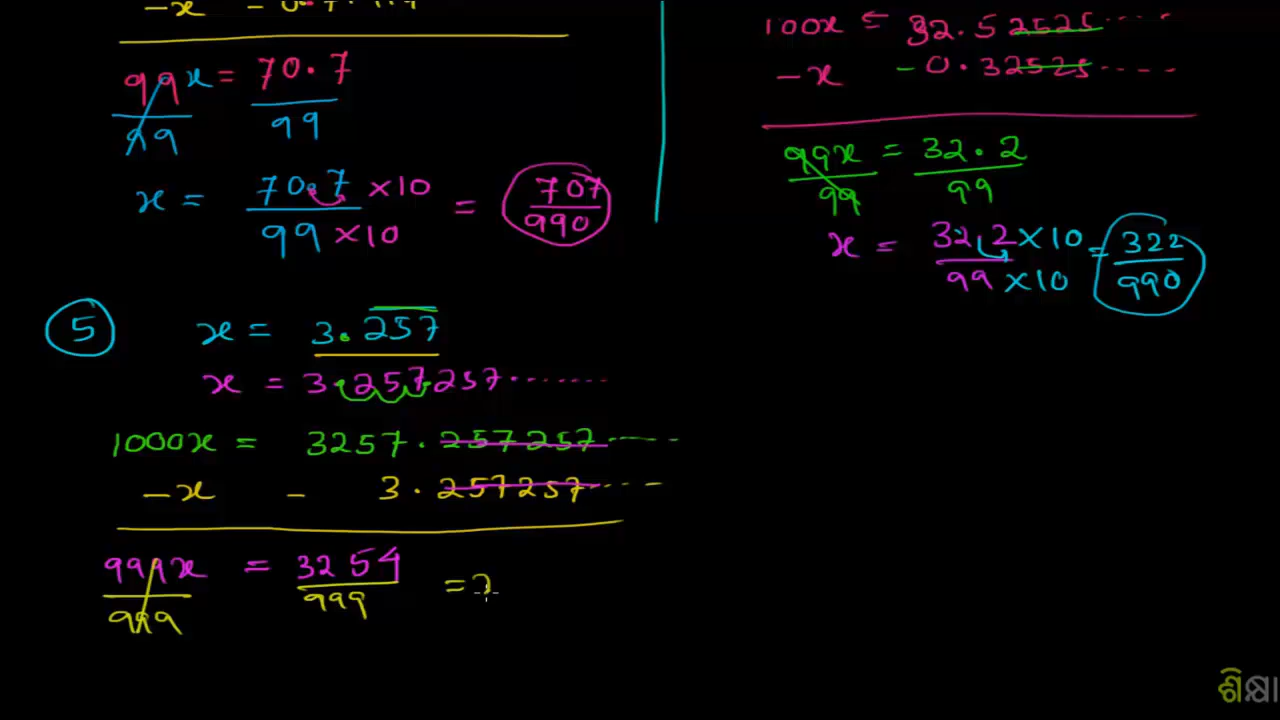 99x = 70.7
99 99
x = 70.7 ×10 = 707
99 ×10 990
100x = 32.52525....
-x - 0.32525....
99x = 32.2
99 99
x = 32.2 ×10 = 322
99 ×10 990
5 x = 3.257
x = 3.257257.......
1000x = 3257.257257.....
-x - 3.257257.....
999x = 3254 =
999 999
ଶିକ୍ଷା